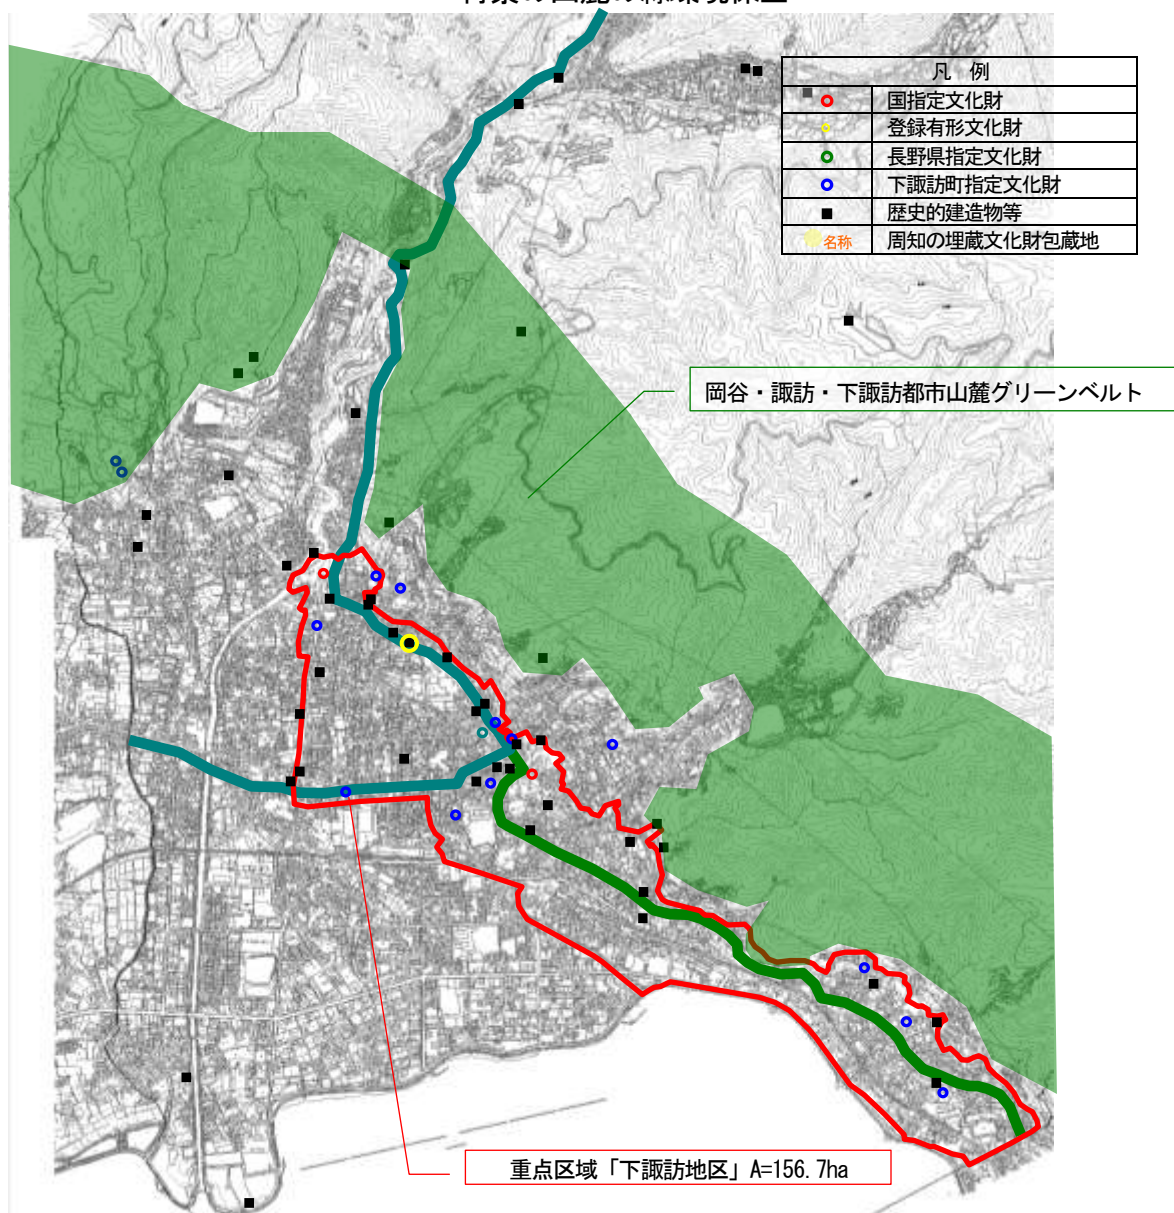 凡 例
国指定文化財
登録有形文化財
長野県指定文化財
下諏訪町指定文化財
歴史的建造物等
名称 周知の埋蔵文化財包蔵地
岡谷・諏訪・下諏訪都市山麓グリーンベルト
重点区域「下諏訪地区」A=156.7ha